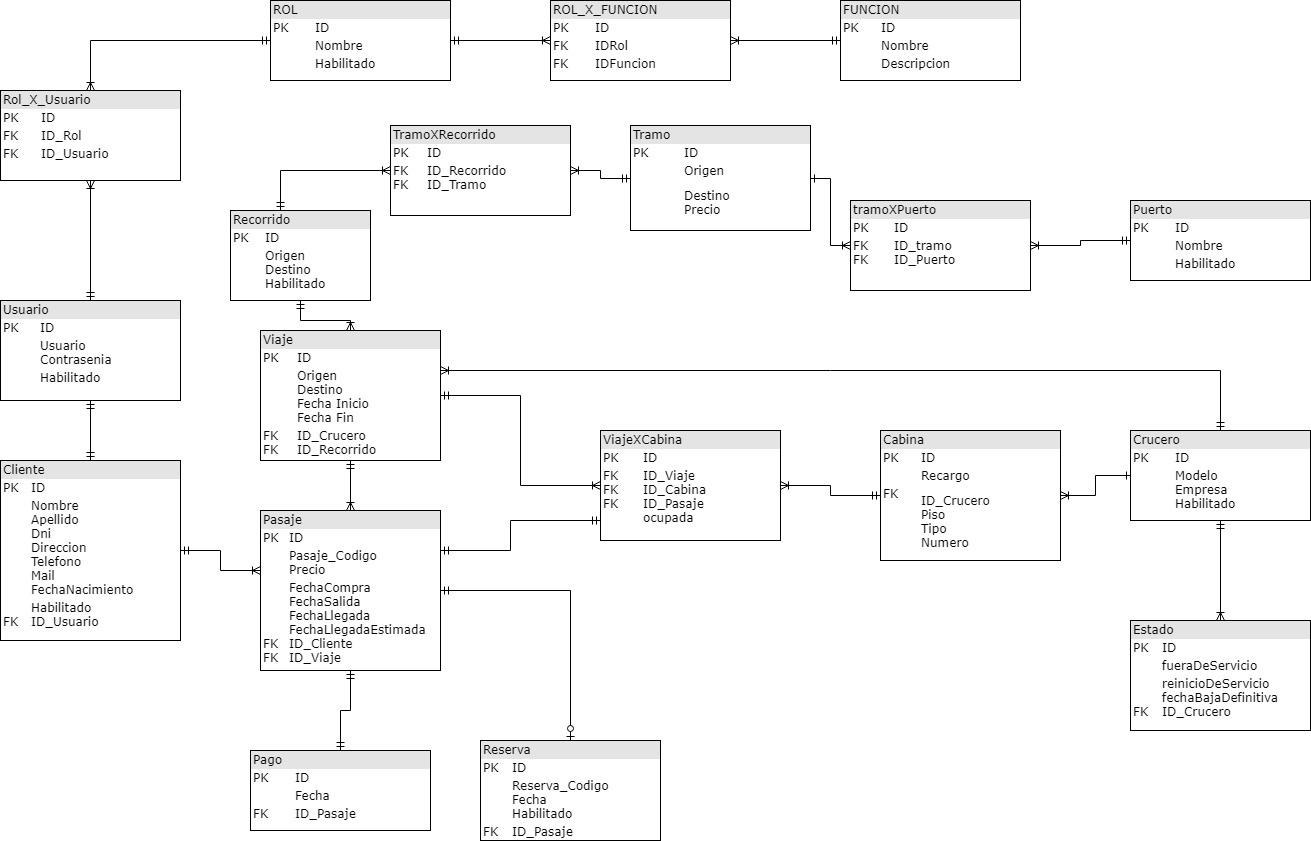 ROL
PK ID
Nombre
Habilitado
ROL_X_FUNCION
PK ID
FK IDRol
FK IDFuncion
FUNCION
PK ID
Nombre
Descripcion
Rol_X_Usuario
PK ID
FK ID_Rol
FK ID_Usuario
TramoXRecorrido
PK ID
FK ID_Recorrido
FK ID_Tramo
Tramo
PK ID
Origen
Destino
Precio
tramoXPuerto
PK ID
FK ID_tramo
FK ID_Puerto
Puerto
PK ID
Nombre
Habilitado
Recorrido
PK ID
Origen
Destino
Habilitado
Usuario
PK ID
Usuario
Contrasenia
Habilitado
Viaje
PK ID
Origen
Destino
Fecha Inicio
Fecha Fin
FK ID_Crucero
FK ID_Recorrido
ViajeXCabina
PK ID
FK ID_Viaje
FK ID_Cabina
FK ID_Pasaje
ocupada
Cabina
PK ID
Recargo
FK ID_Crucero
Piso
Tipo
Numero
Crucero
PK ID
Modelo
Empresa
Habilitado
Cliente
PK ID
Nombre
Apellido
Dni
Direccion
Telefono
Mail
FechaNacimiento
Habilitado
FK ID_Usuario
Pasaje
PK ID
Pasaje_Codigo
Precio
FechaCompra
FechaSalida
FechaLlegada
FechaLlegadaEstimada
FK ID_Cliente
FK ID_Viaje
Estado
PK ID
fueraDeServicio
reinicioDeServicio
fechaBajaDefinitiva
FK ID_Crucero
Pago
PK ID
Fecha
FK ID_Pasaje
Reserva
PK ID
Reserva_Codigo
Fecha
Habilitado
FK ID_Pasaje